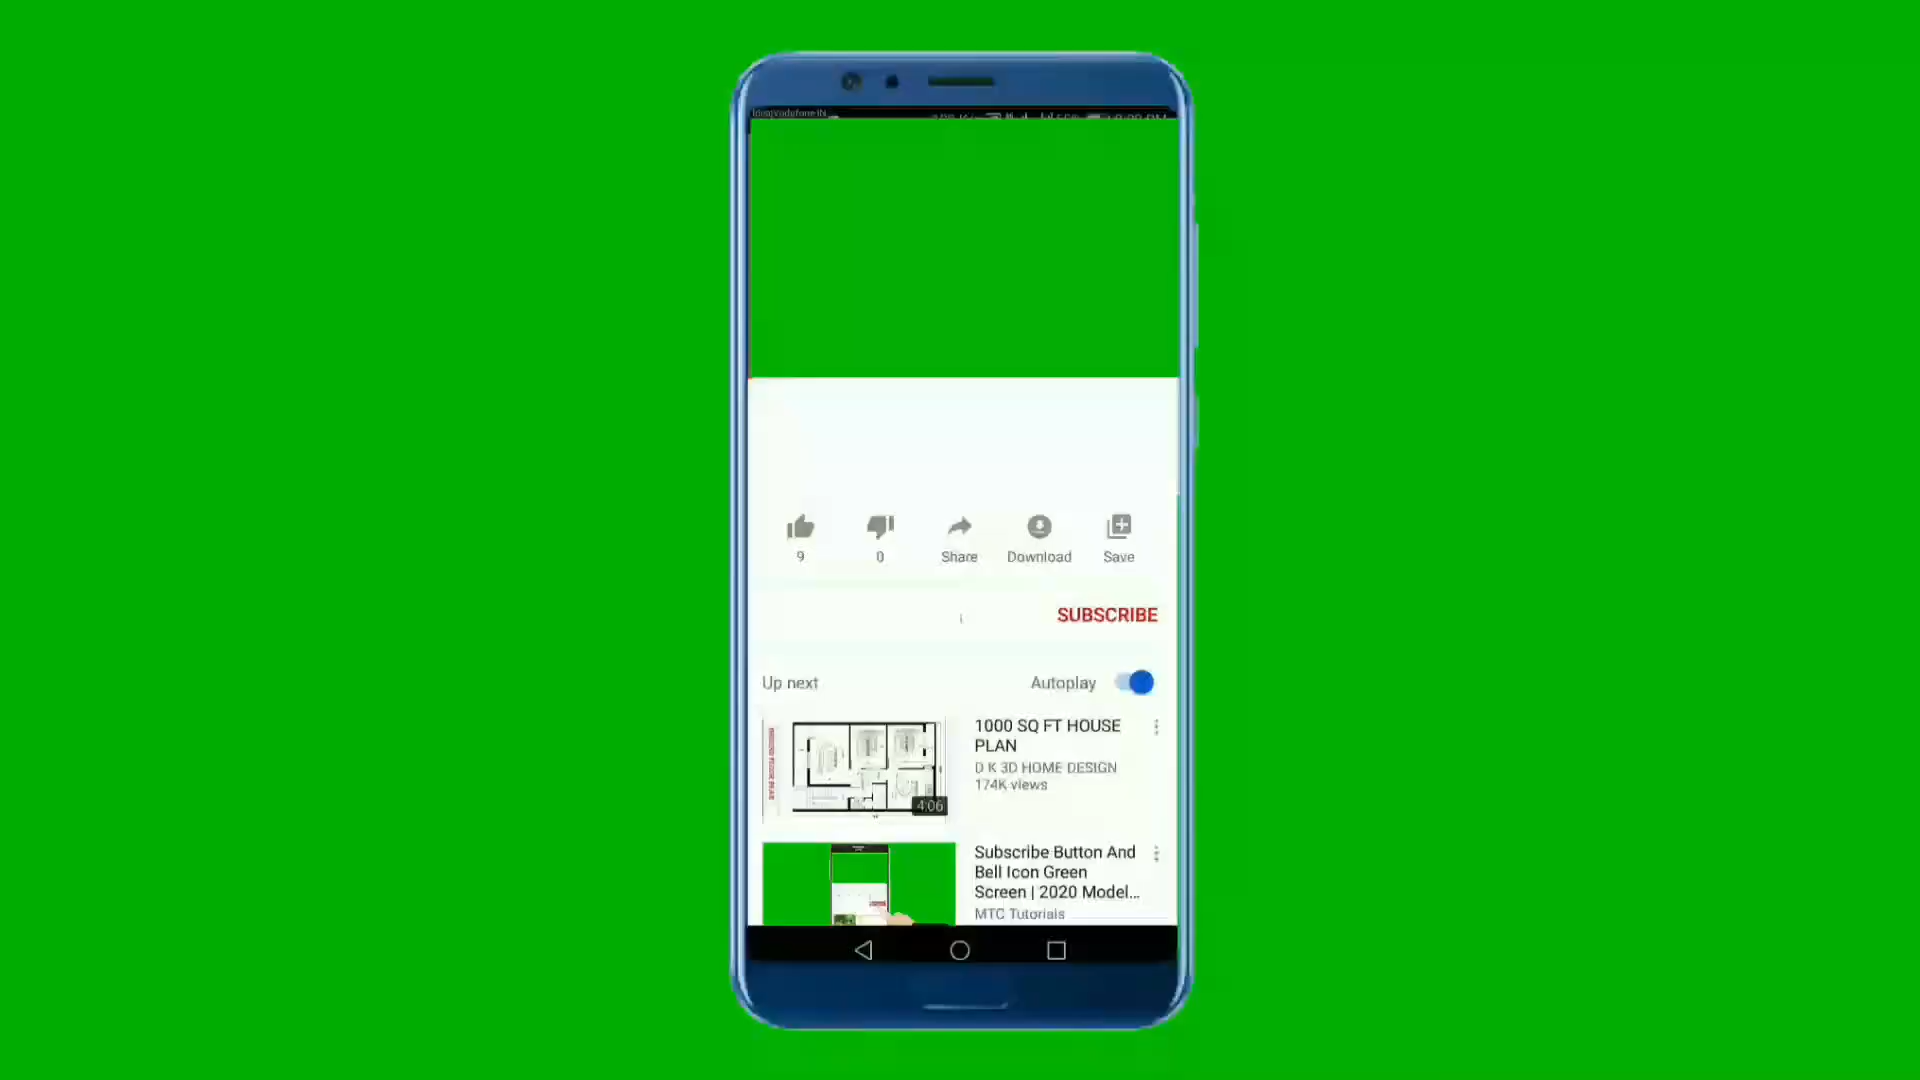 9
0
Share
Download
Save
SUBSCRIBE
Up next
Autoplay
1000 SQ FT HOUSE
PLAN
D K 3D HOME DESIGN
174K views
4:06
Subscribe Button And
Bell Icon Green
Screen | 2020 Model...
MTC Tutorials